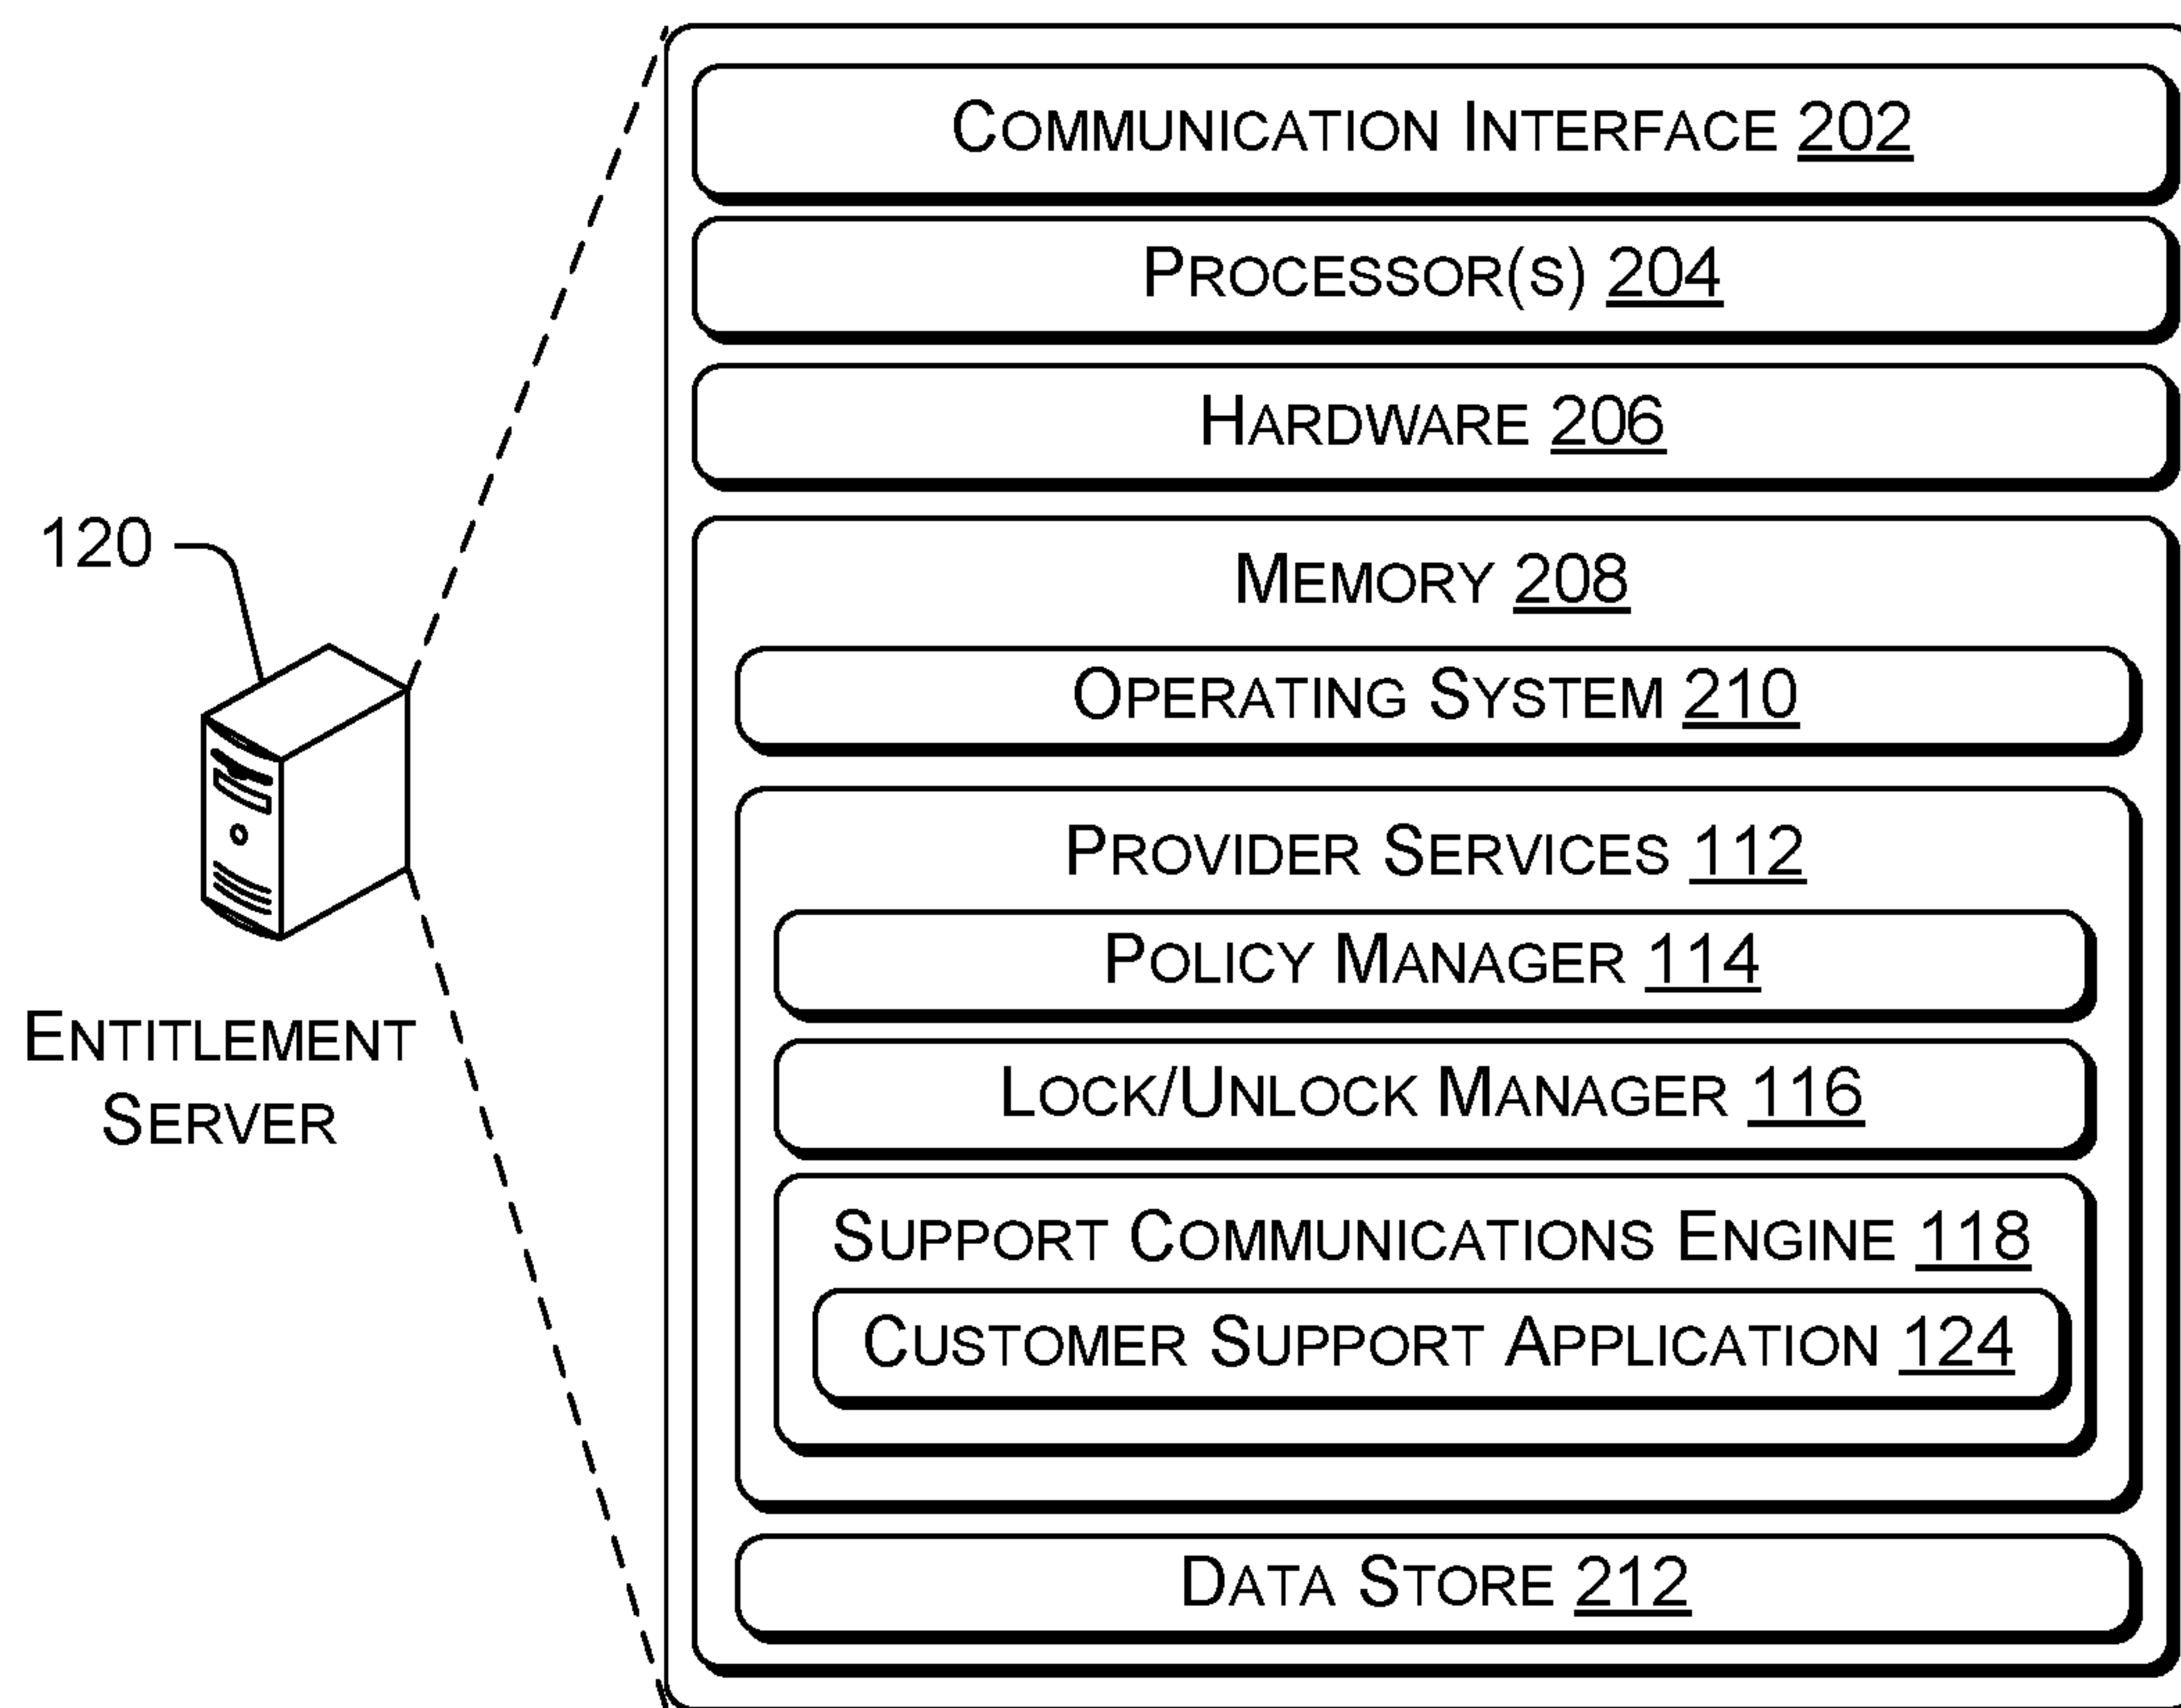 COMMUNICATION INTERFACE 202
PROCESSOR(S) 204
HARDWARE 206
120
MEMORY 208
OPERATING SYSTEM 210
PROVIDER SERVICES 112
POLICY MANAGER 114
ENTITLEMENT
SERVER
LOCK/UNLOCK MANAGER 116
SUPPORT COMMUNICATIONS ENGINE 118
CUSTOMER SUPPORT APPLICATION 124
DATA STORE 212